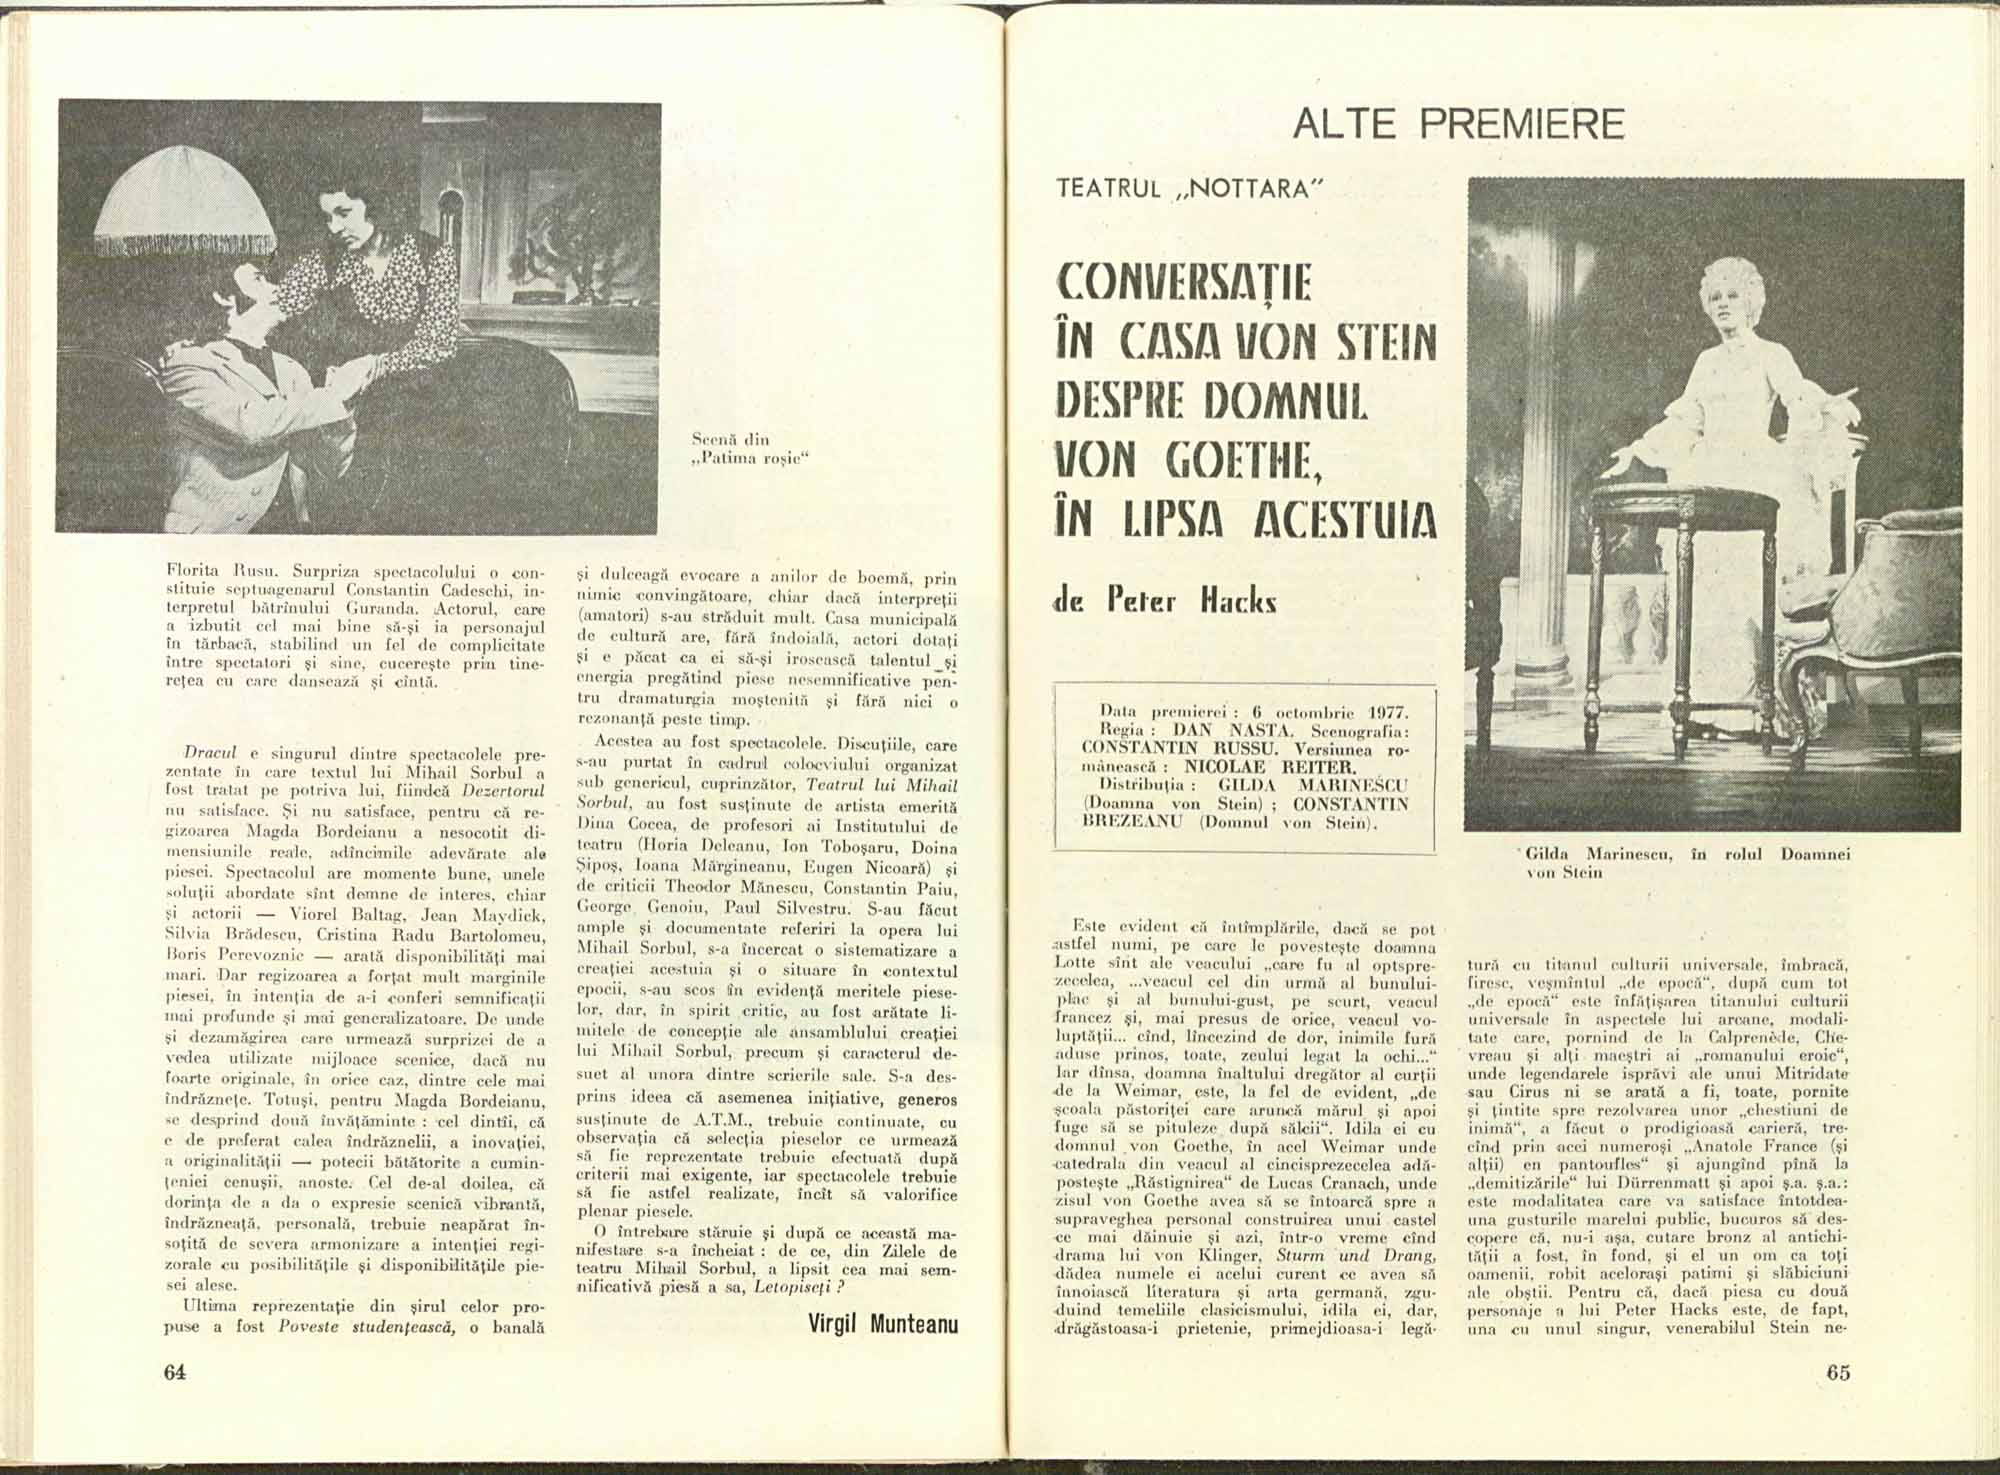 Scenă din
„Patima roșie“
Florita Rusu. Surpriza spectacolului o con-
stituie septuagenarul Constantin Cadeschi, in-
terpretul bătrînului Guranda. Actorul, care
a izbutit cel mai bine să-și ia personajul
în tărbacă, stabilind un fel de complicitate
între spectatori și sine, cucerește prin tine-
rețea cu care dansează și cîntă.
Dracul e singurul dintre spectacolele pre-
zentate în care textul lui Mihail Sorbul a
fost tratat pe potriva lui, fiindcă Dezertorul
nu satisface. Și nu satisface, pentru că re-
gizoarea Magda Bordeianu a nesocotit di-
mensiunile reale, adîncimile adevărate ale
piesei. Spectacolul are momente bune, unele
soluții abordate sînt demne de interes, chiar
și actorii — Viorel Baltag, Jean Maydick,
Silvia Brădescu, Cristina Radu Bartolomeu,
Boris Perevoznic — arată disponibilități mai
mari. Dar regizoarea a forțat mult marginile
piesei, în intenția de a-i conferi semnificații
mai profunde și mai generalizatoare. De unde
și dezamăgirea care urmează surprizei de a
vedea utilizate mijloace scenice, dacă nu
foarte originale, în orice caz, dintre cele mai
îndrăznețe. Totuși, pentru Magda Bordeianu,
se desprind două învățăminte : cel dintîi, că
e de preferat calea îndrăznelii, a inovației,
a originalității — potecii bătătorite a cumin-
țeniei cenușii, anoste. Cel de-al doilea, că
dorința de a da o expresie scenică vibrantă,
îndrăzneață, personală, trebuie neapărat în-
soțită de severa armonizare a intenției regi-
zorale cu posibilitățile și disponibilitățile pie-
sei alese.
Ultima reprezentație din șirul celor pro-
puse a fost Poveste studențească, o banală
și dulceagă evocare a anilor de boemă, prin
nimic convingătoare, chiar dacă interpreții
(amatori) s-au străduit mult. Casa municipală
de cultură are, fără îndoială, actori dotați
și e păcat ca ei să-și irosească talentul și
energia pregătind piese nesemnificative pen-
tru dramaturgia moștenită și fără nici o
rezonanță peste timp.
Acestea au fost spectacolele. Discuțiile, care
s-au purtat în cadrul colocviului organizat
sub genericul, cuprinzător, Teatrul lui Mihail
Sorbul, au fost susținute de artista emerită
Dina Cocea, de profesori ai Institutului de
teatru (Horia Deleanu, Ion Toboșaru, Doina
Șipoș, Ioana Mărgineanu, Eugen Nicoară) și
de criticii Theodor Mănescu, Constantin Paiu,
George Genoiu, Paul Silvestru. S-au făcut
ample și documentate referiri la opera lui
Mihail Sorbul, s-a încercat o sistematizare a
creației acestuia și o situare în contextul
epocii, s-au scos în evidență meritele piese-
lor, dar, în spirit critic, au fost arătate li-
mitele de concepție ale ansamblului creației
lui Mihail Sorbul, precum și caracterul de-
suet al unora dintre scrierile sale. S-a des-
prins ideea că asemenea inițiative, generos
susținute de A.T.M., trebuie continuate, cu
observația că selecția pieselor ce urmează
să fie reprezentate trebuie efectuată după
criterii mai exigente, iar spectacolele trebuie
să fie astfel realizate, încît să valorifice
plenar piesele.
O întrebare stăruie și după ce această ma-
nifestare s-a încheiat : de ce, din Zilele de
teatru Mihail Sorbul, a lipsit cea mai sem-
nificativă piesă a sa, Letopiseți ?
Virgil Munteanu
64
ALTE PREMIERE
TEATRUL „NOTTARA”
CONVERSAȚIE
ÎN CASA VON STEIN
DESPRE DOMNUL
VON GOETHE,
ÎN LIPSA ACESTUIA
de Peter Hacks
Data premierei : 6 octombrie 1977.
Regia : DAN NASTA. Scenografia:
CONSTANTIN RUSSU. Versiunea ro-
mânească : NICOLAE REITER.
Distribuția : GILDA MARINESCU
(Doamna von Stein) ; CONSTANTIN
BREZEANU (Domnul von Stein).
Gilda Marinescu, în rolul Doamnei
von Stein
Este evident că întîmplările, dacă se pot
astfel numi, pe care le povestește doamna
Lotte sînt ale veacului „care fu al optspre-
zecelea, ...veacul cel din urmă al bunului-
plac și al bunului-gust, pe scurt, veacul
francez și, mai presus de orice, veacul vo-
luptății... cînd, lîncezind de dor, inimile fură
aduse prinos, toate, zeului legat la ochi...“
Iar dînsa, doamna înaltului dregător al curții
de la Weimar, este, la fel de evident, „de
școala păstoriței care aruncă mărul și apoi
fuge să se pituleze după sălcii“. Idila ei cu
domnul von Goethe, în acel Weimar unde
catedrala din veacul al cincisprezecelea adă-
postește „Răstignirea“ de Lucas Cranach, unde
zisul von Goethe avea să se întoarcă spre a
supraveghea personal construirea unui castel
ce mai dăinuie și azi, într-o vreme cînd
drama lui von Klinger, Sturm und Drang,
dădea numele ei acelui curent ce avea să
înnoiască literatura și arta germană, zgu-
duind temeliile clasicismului, idila ei, dar,
drăgăstoasa-i prietenie, primejdioasa-i legă-
tură cu titanul culturii universale, îmbracă,
firesc, veșmîntul „de epocă“, după cum tot
„de epocă“ este înfățișarea titanului culturii
universale în aspectele lui arcane, modali-
tate care, pornind de la Calprenède, Che-
vreau și alți maeștri ai „romanului eroic“,
unde legendarele isprăvi ale unui Mitridate
sau Cirus ni se arată a fi, toate, pornite
și țintite spre rezolvarea unor „chestiuni de
inimă“, a făcut o prodigioasă carieră, tre-
cînd prin acei numeroși „Anatole France (și
alții) en pantoufles“ și ajungînd pînă la
„demitizările“ lui Dürrenmatt și apoi ș.a. ș.a.:
este modalitatea care va satisface întotdea-
una gusturile marelui public, bucuros să des-
copere că, nu-i așa, cutare bronz al antichi-
tății a fost, în fond, și el un om ca toți
oamenii, robit acelorași patimi și slăbiciuni
ale obștii. Pentru că, dacă piesa cu două
personaje a lui Peter Hacks este, de fapt,
una cu unul singur, venerabilul Stein ne-
65